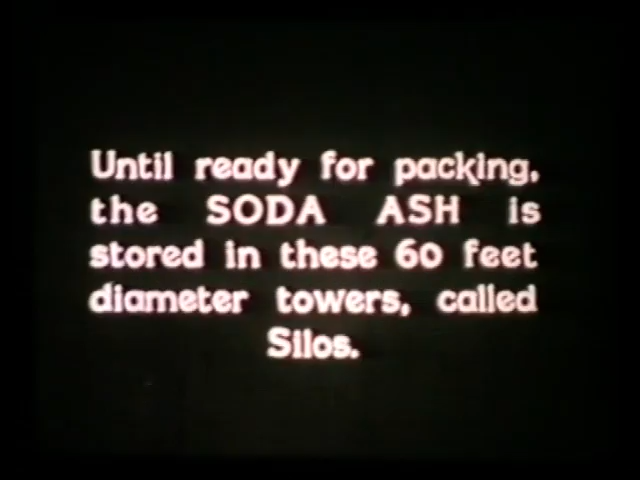 Until ready for packing,
the SODA ASH is
stored in these 60 feet
diameter towers, called
Silos.